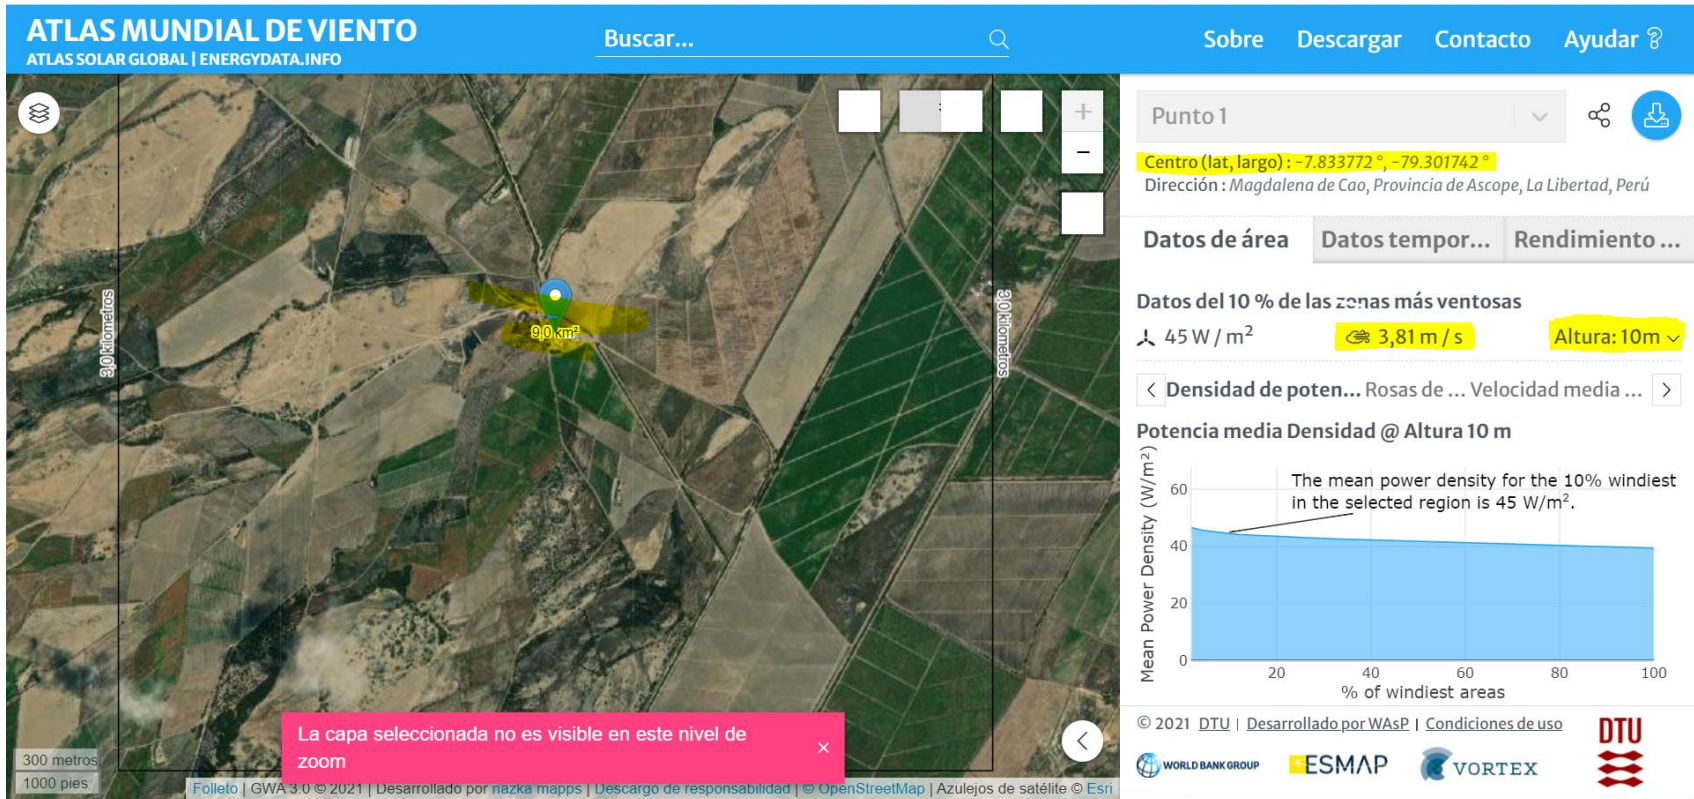 ATLAS MUNDIAL DE VIENTO
ATLAS SOLAR GLOBAL | ENERGYDATA.INFO
Buscar...
Sobre Descargar Contacto Ayudar
3,0 kilometros
3,0 kilometros
9,0 km²
+
−
La capa seleccionada no es visible en este nivel de
zoom
×
300 metros
1000 pies
Folleto | GWA 3.0 © 2021 | Desarrollado por nazka mapps | Descargo de responsabilidad | © OpenStreetMap | Azulejos de satélite © Esri
Punto 1
Centro (lat, largo) : -7.833772 °, -79.301742 °
Dirección : Magdalena de Cao, Provincia de Ascope, La Libertad, Perú
Datos de área Datos tempor... Rendimiento ...
Datos del 10 % de las zonas más ventosas
45 W / m² 3,81 m / s Altura: 10m
Densidad de poten... Rosas de ... Velocidad media ...
Potencia media Densidad @ Altura 10 m
Mean Power Density (W/m²)
The mean power density for the 10% windiest
in the selected region is 45 W/m².
60
40
20
0
20 40 60 80 100
% of windiest areas
© 2021 DTU | Desarrollado por WAsP | Condiciones de uso
DTU
WORLD BANK GROUP ESMAP VORTEX